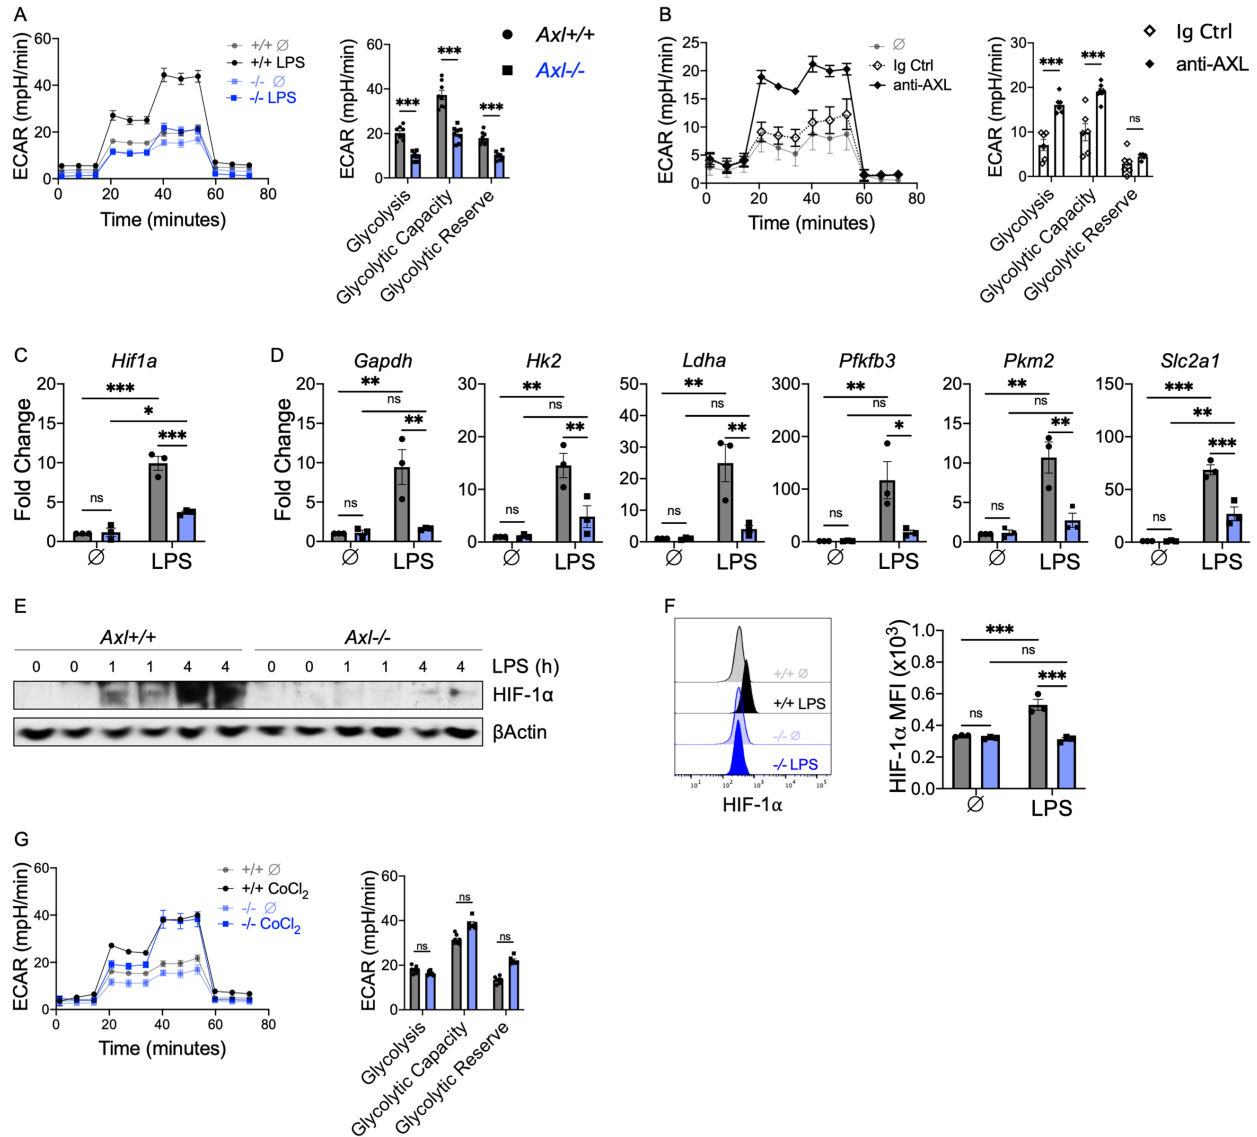 A
ECAR (mpH/min)
60
40
20
0
0 20 40 60 80
Time (minutes)
+/+ ∅
+/+ LPS
-/- ∅
-/- LPS
ECAR (mpH/min)
60
40
20
0
*** *** ***
Glycolysis
Glycolytic Capacity
Glycolytic Reserve
Axl+/+
Axl-/-
B
ECAR (mpH/min)
25
20
15
10
5
0
0 20 40 60 80
Time (minutes)
∅
Ig Ctrl
anti-AXL
ECAR (mpH/min)
30
20
10
0
*** *** ns
Glycolysis
Glycolytic Capacity
Glycolytic Reserve
Ig Ctrl
anti-AXL
C
Hif1a
Fold Change
20
15
10
5
0
***
*
***
ns
∅ LPS
D
Gapdh
Fold Change
20
15
10
5
0
**
ns
**
ns
∅ LPS
Hk2
30
20
10
0
**
ns
**
ns
∅ LPS
Ldha
50
40
30
20
10
0
**
ns
**
ns
∅ LPS
Pfkfb3
300
200
100
0
**
ns
*
ns
∅ LPS
Pkm2
20
15
10
5
0
**
ns
**
ns
∅ LPS
Slc2a1
150
100
50
0
***
**
***
ns
∅ LPS
E
Axl+/+ Axl-/-
0 0 1 1 4 4 0 0 1 1 4 4 LPS (h)
HIF-1α
βActin
F
+/+ ∅
+/+ LPS
-/- ∅
-/- LPS
10¹ 10² 10³ 10⁴ 10⁵
HIF-1α
HIF-1α MFI (x10³)
1.0
0.8
0.6
0.4
0.2
0.0
***
ns
***
ns
∅ LPS
G
ECAR (mpH/min)
60
40
20
0
0 20 40 60 80
Time (minutes)
+/+ ∅
+/+ CoCl₂
-/- ∅
-/- CoCl₂
ECAR (mpH/min)
60
40
20
0
ns ns ns
Glycolysis
Glycolytic Capacity
Glycolytic Reserve